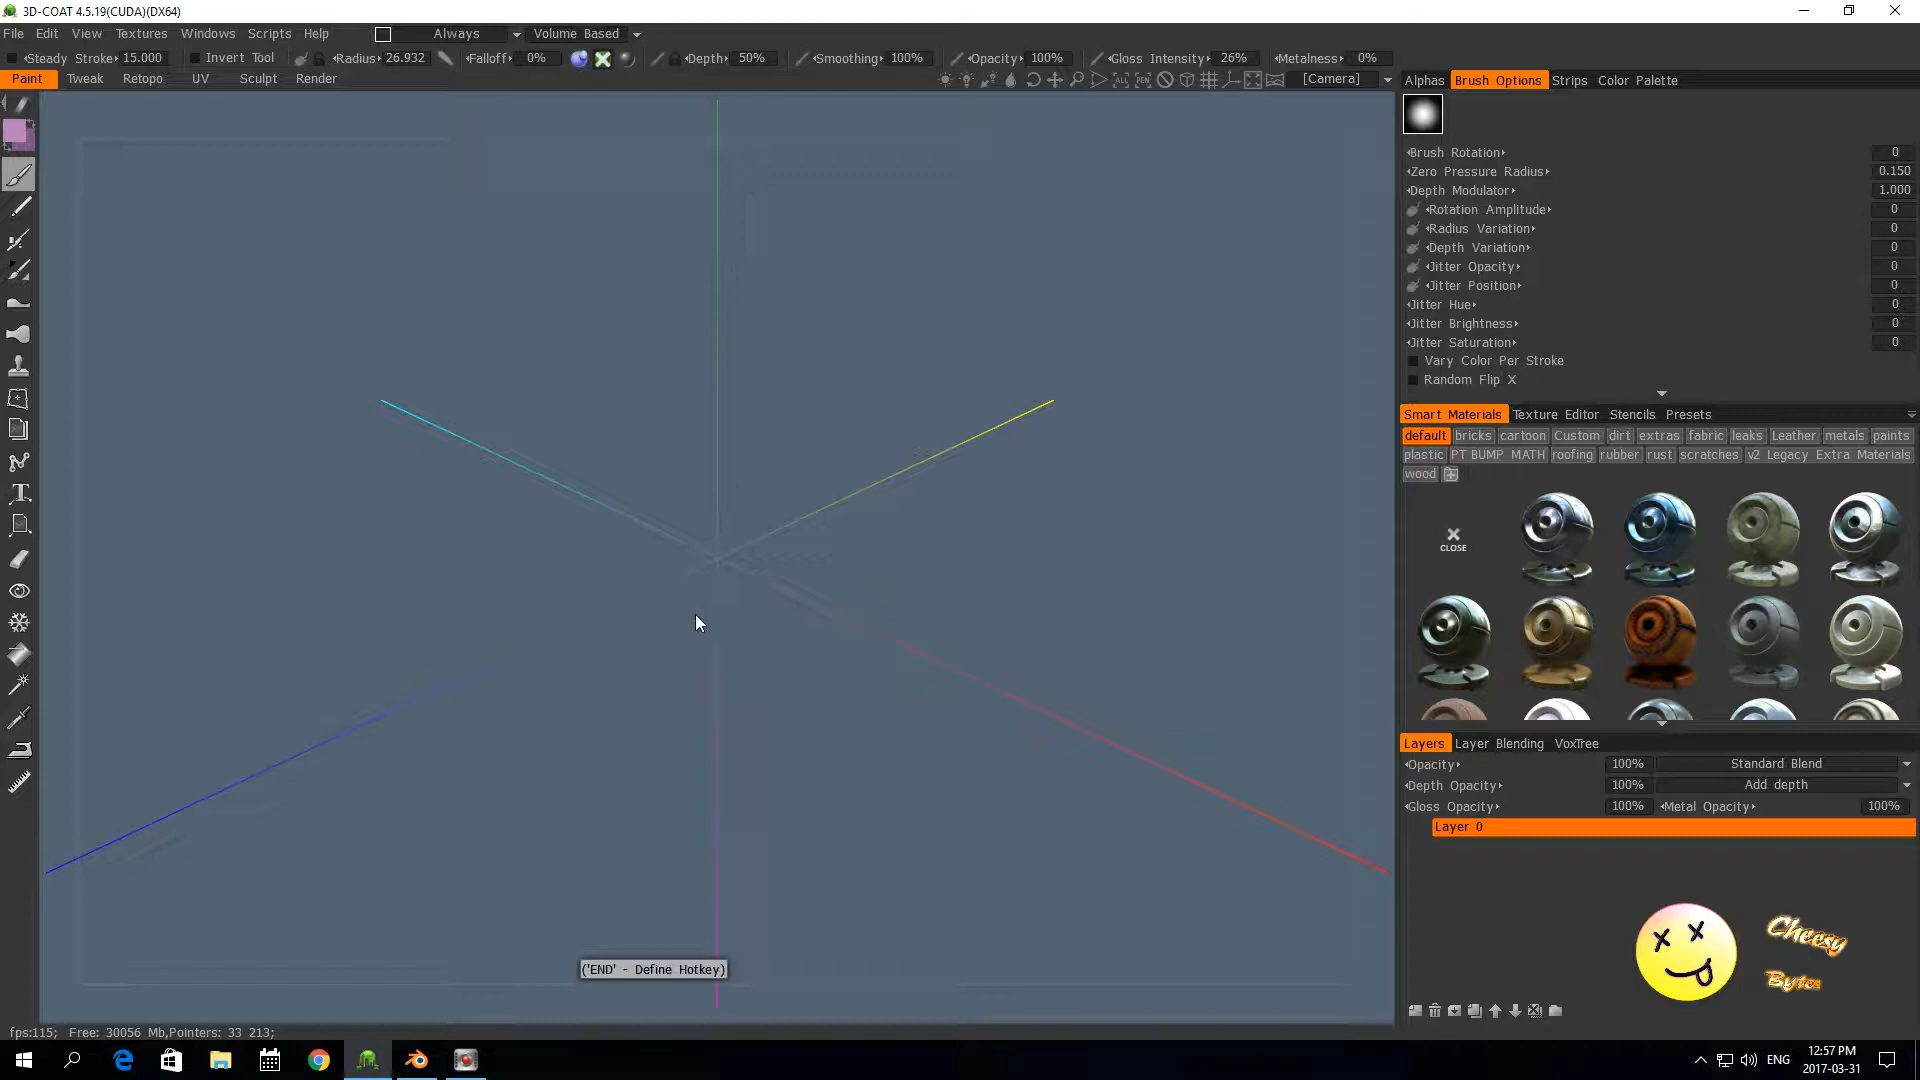 3D-COAT 4.5.19(CUDA)(DX64)
File Edit View Textures Windows Scripts Help Always Volume Based
Steady Stroke 15.000 Invert Tool Radius 26.932 Falloff 0% Depth 50% Smoothing 100% Opacity 100% Gloss Intensity 26% Metalness 0%
Paint Tweak Retopo UV Sculpt Render [Camera]
Alphas Brush Options Strips Color Palette
Brush Rotation 0
Zero Pressure Radius 0.150
Depth Modulator 1.000
Rotation Amplitude 0
Radius Variation 0
Depth Variation 0
Jitter Opacity 0
Jitter Position 0
Jitter Hue 0
Jitter Brightness 0
Jitter Saturation 0
Vary Color Per Stroke
Random Flip X
Smart Materials Texture Editor Stencils Presets
default bricks cartoon Custom dirt extras fabric leaks Leather metals paints
plastic PT BUMP MATH roofing rubber rust scratches v2 Legacy Extra Materials
wood
CLOSE
Layers Layer Blending VoxTree
Opacity 100% Standard Blend
Depth Opacity 100% Add depth
Gloss Opacity 100% Metal Opacity 100%
Layer 0
Cheesy
Bytes
('END' - Define Hotkey)
fps:115; Free: 30056 Mb,Pointers: 33 213;
ENG
12:57 PM
2017-03-31